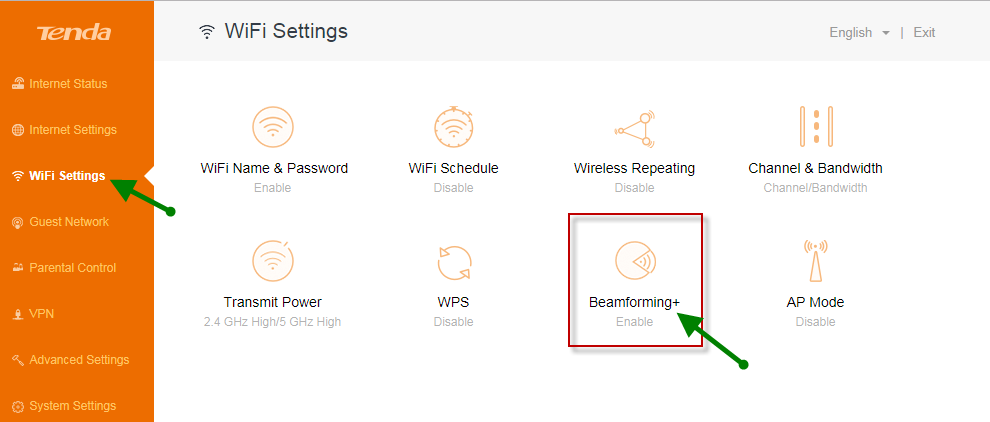 Tenda
WiFi Settings
English | Exit
Internet Status
Internet Settings
WiFi Settings
Guest Network
Parental Control
VPN
Advanced Settings
System Settings
WiFi Name & Password
Enable
WiFi Schedule
Disable
Wireless Repeating
Disable
Channel & Bandwidth
Channel/Bandwidth
Transmit Power
2.4 GHz High/5 GHz High
WPS
Disable
Beamforming+
Enable
AP Mode
Disable